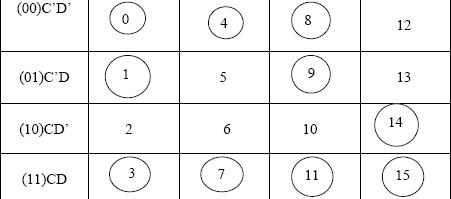 (00)C’D’ 0 4 8 12
(01)C’D 1 5 9 13
(10)CD’ 2 6 10 14
(11)CD 3 7 11 15